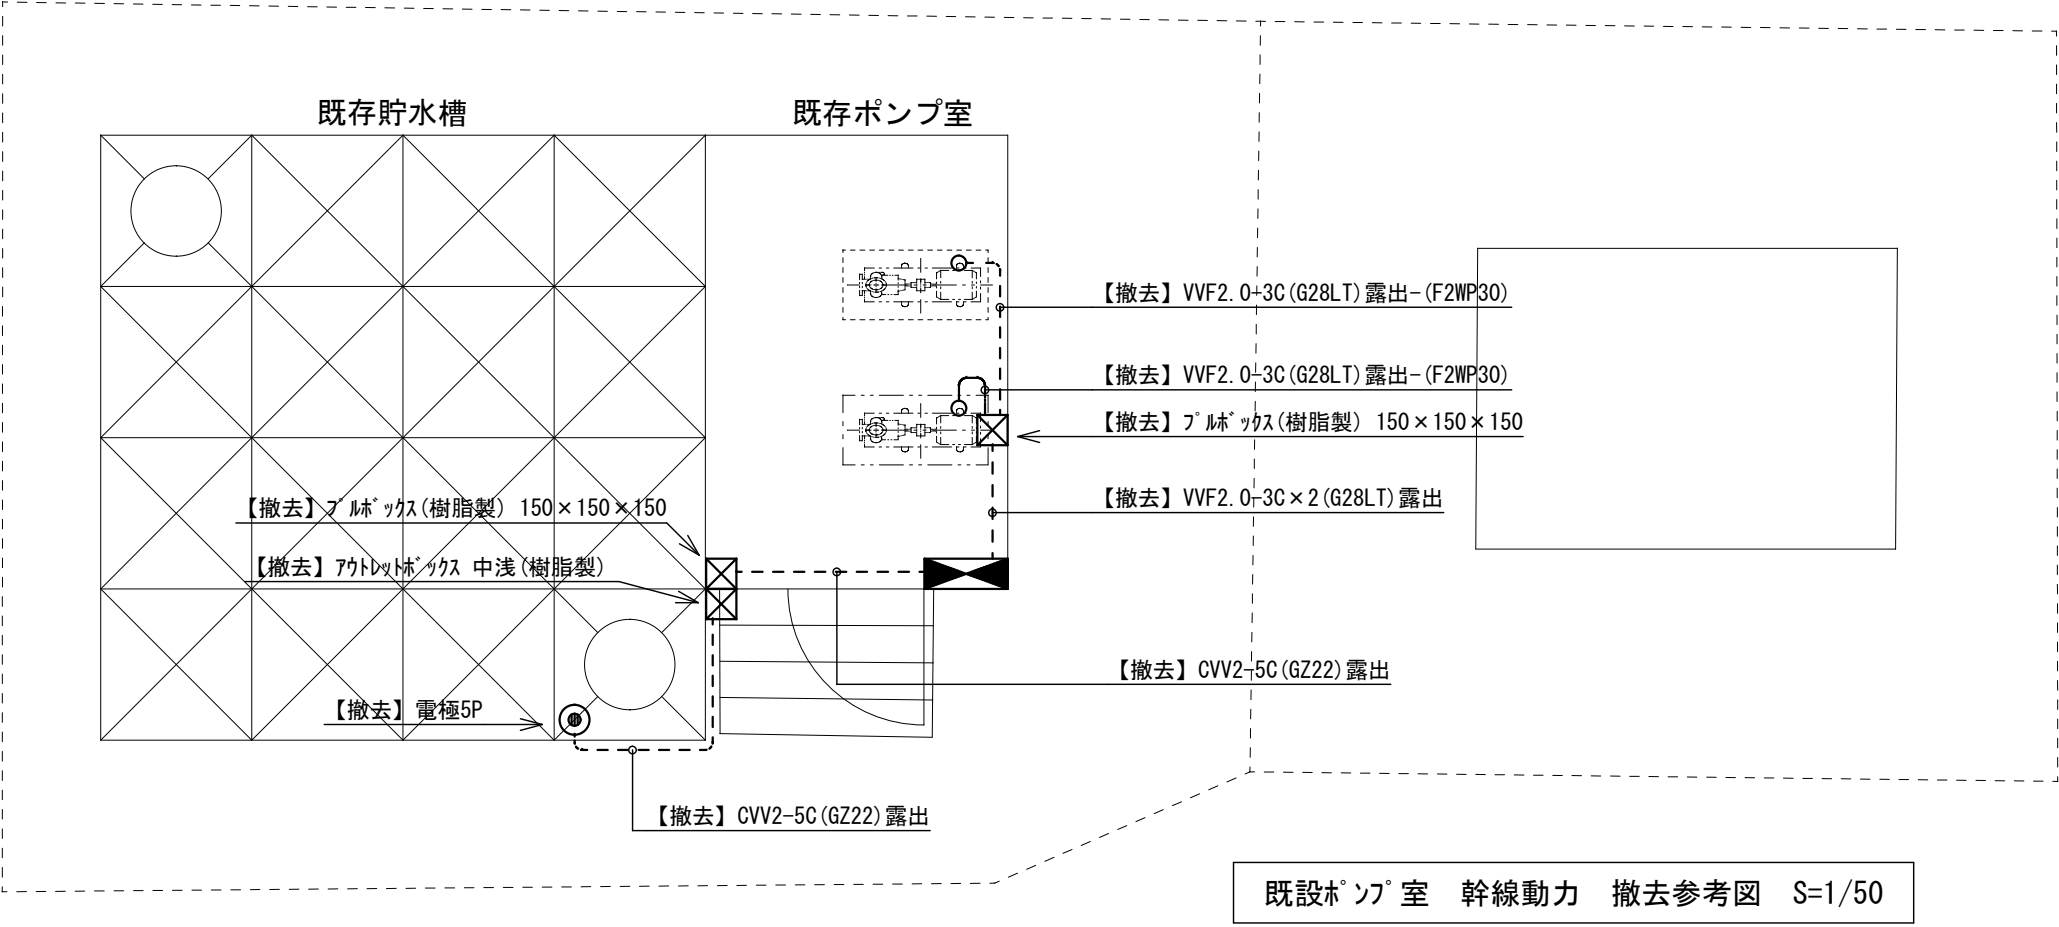 既存貯水槽
既存ポンプ室
【撤去】VVF2.0-3C(G28LT)露出-(F2WP30)
【撤去】VVF2.0-3C(G28LT)露出-(F2WP30)
【撤去】ﾌﾟﾙﾎﾞｯｸｽ(樹脂製) 150×150×150
【撤去】VVF2.0-3C×2(G28LT)露出
【撤去】ﾌﾟﾙﾎﾞｯｸｽ(樹脂製) 150×150×150
【撤去】ｱｳﾄﾚｯﾄﾎﾞｯｸｽ 中浅(樹脂製)
【撤去】CVV2-5C(GZ22)露出
【撤去】電極5P
【撤去】CVV2-5C(GZ22)露出
既設ﾎﾟﾝﾌﾟ室　幹線動力　撤去参考図　S=1/50